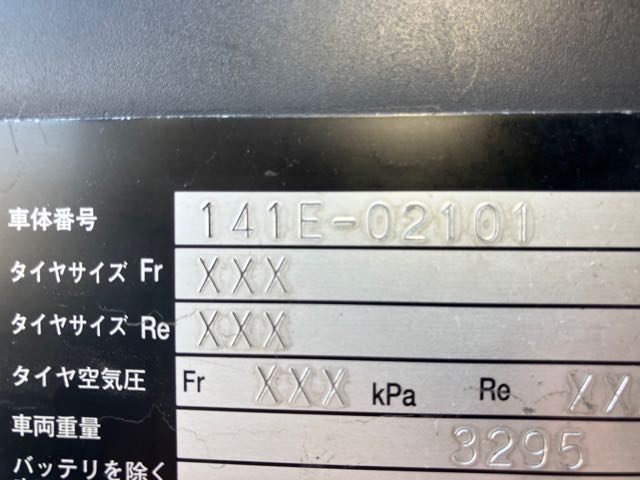 車体番号 141E-02101
タイヤサイズ Fr XXX
タイヤサイズ Re XXX
タイヤ空気圧 Fr XXX kPa Re XX
車両重量 3295
バッテリを除く